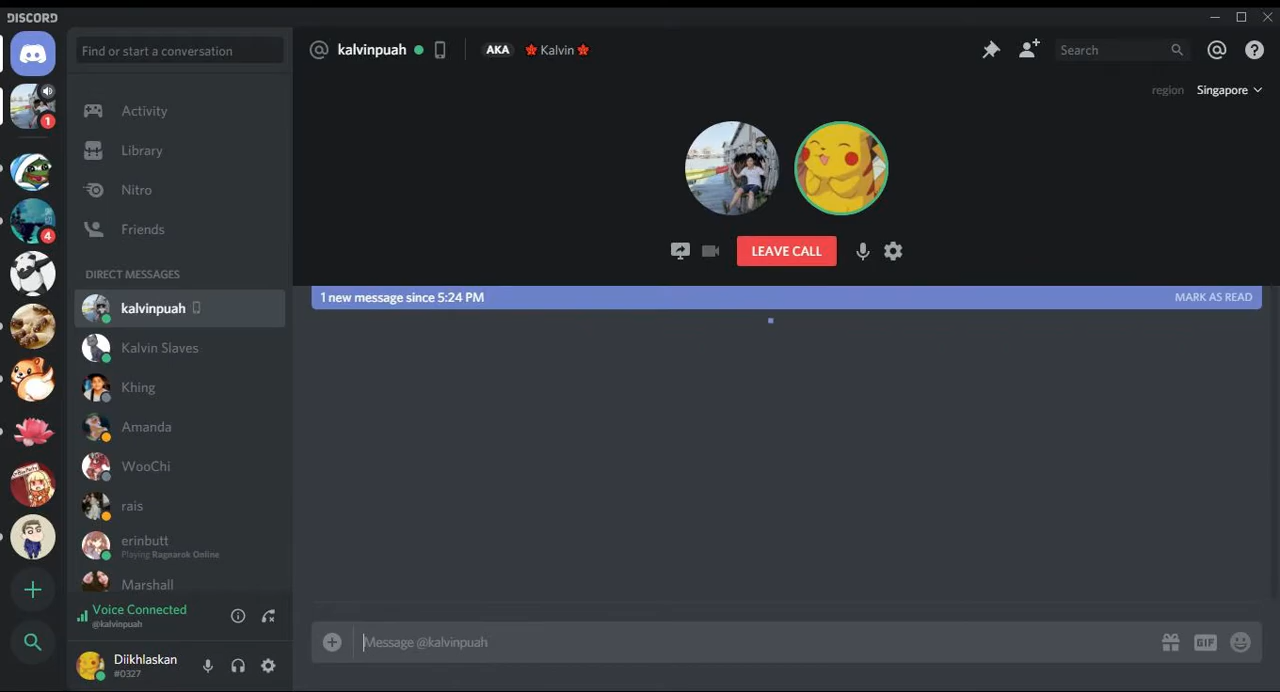 DISCORD
Find or start a conversation
Activity
Library
Nitro
Friends
DIRECT MESSAGES
kalvinpuah
Kalvin Slaves
Khing
Amanda
WooChi
rais
erinbutt
Playing Ragnarok Online
Marshall
Voice Connected
@kalvinpuah
Diikhlaskan
#0327
1
4
kalvinpuah
AKA
Kalvin
Search
region
Singapore
LEAVE CALL
1 new message since 5:24 PM
MARK AS READ
Message @kalvinpuah
GIF